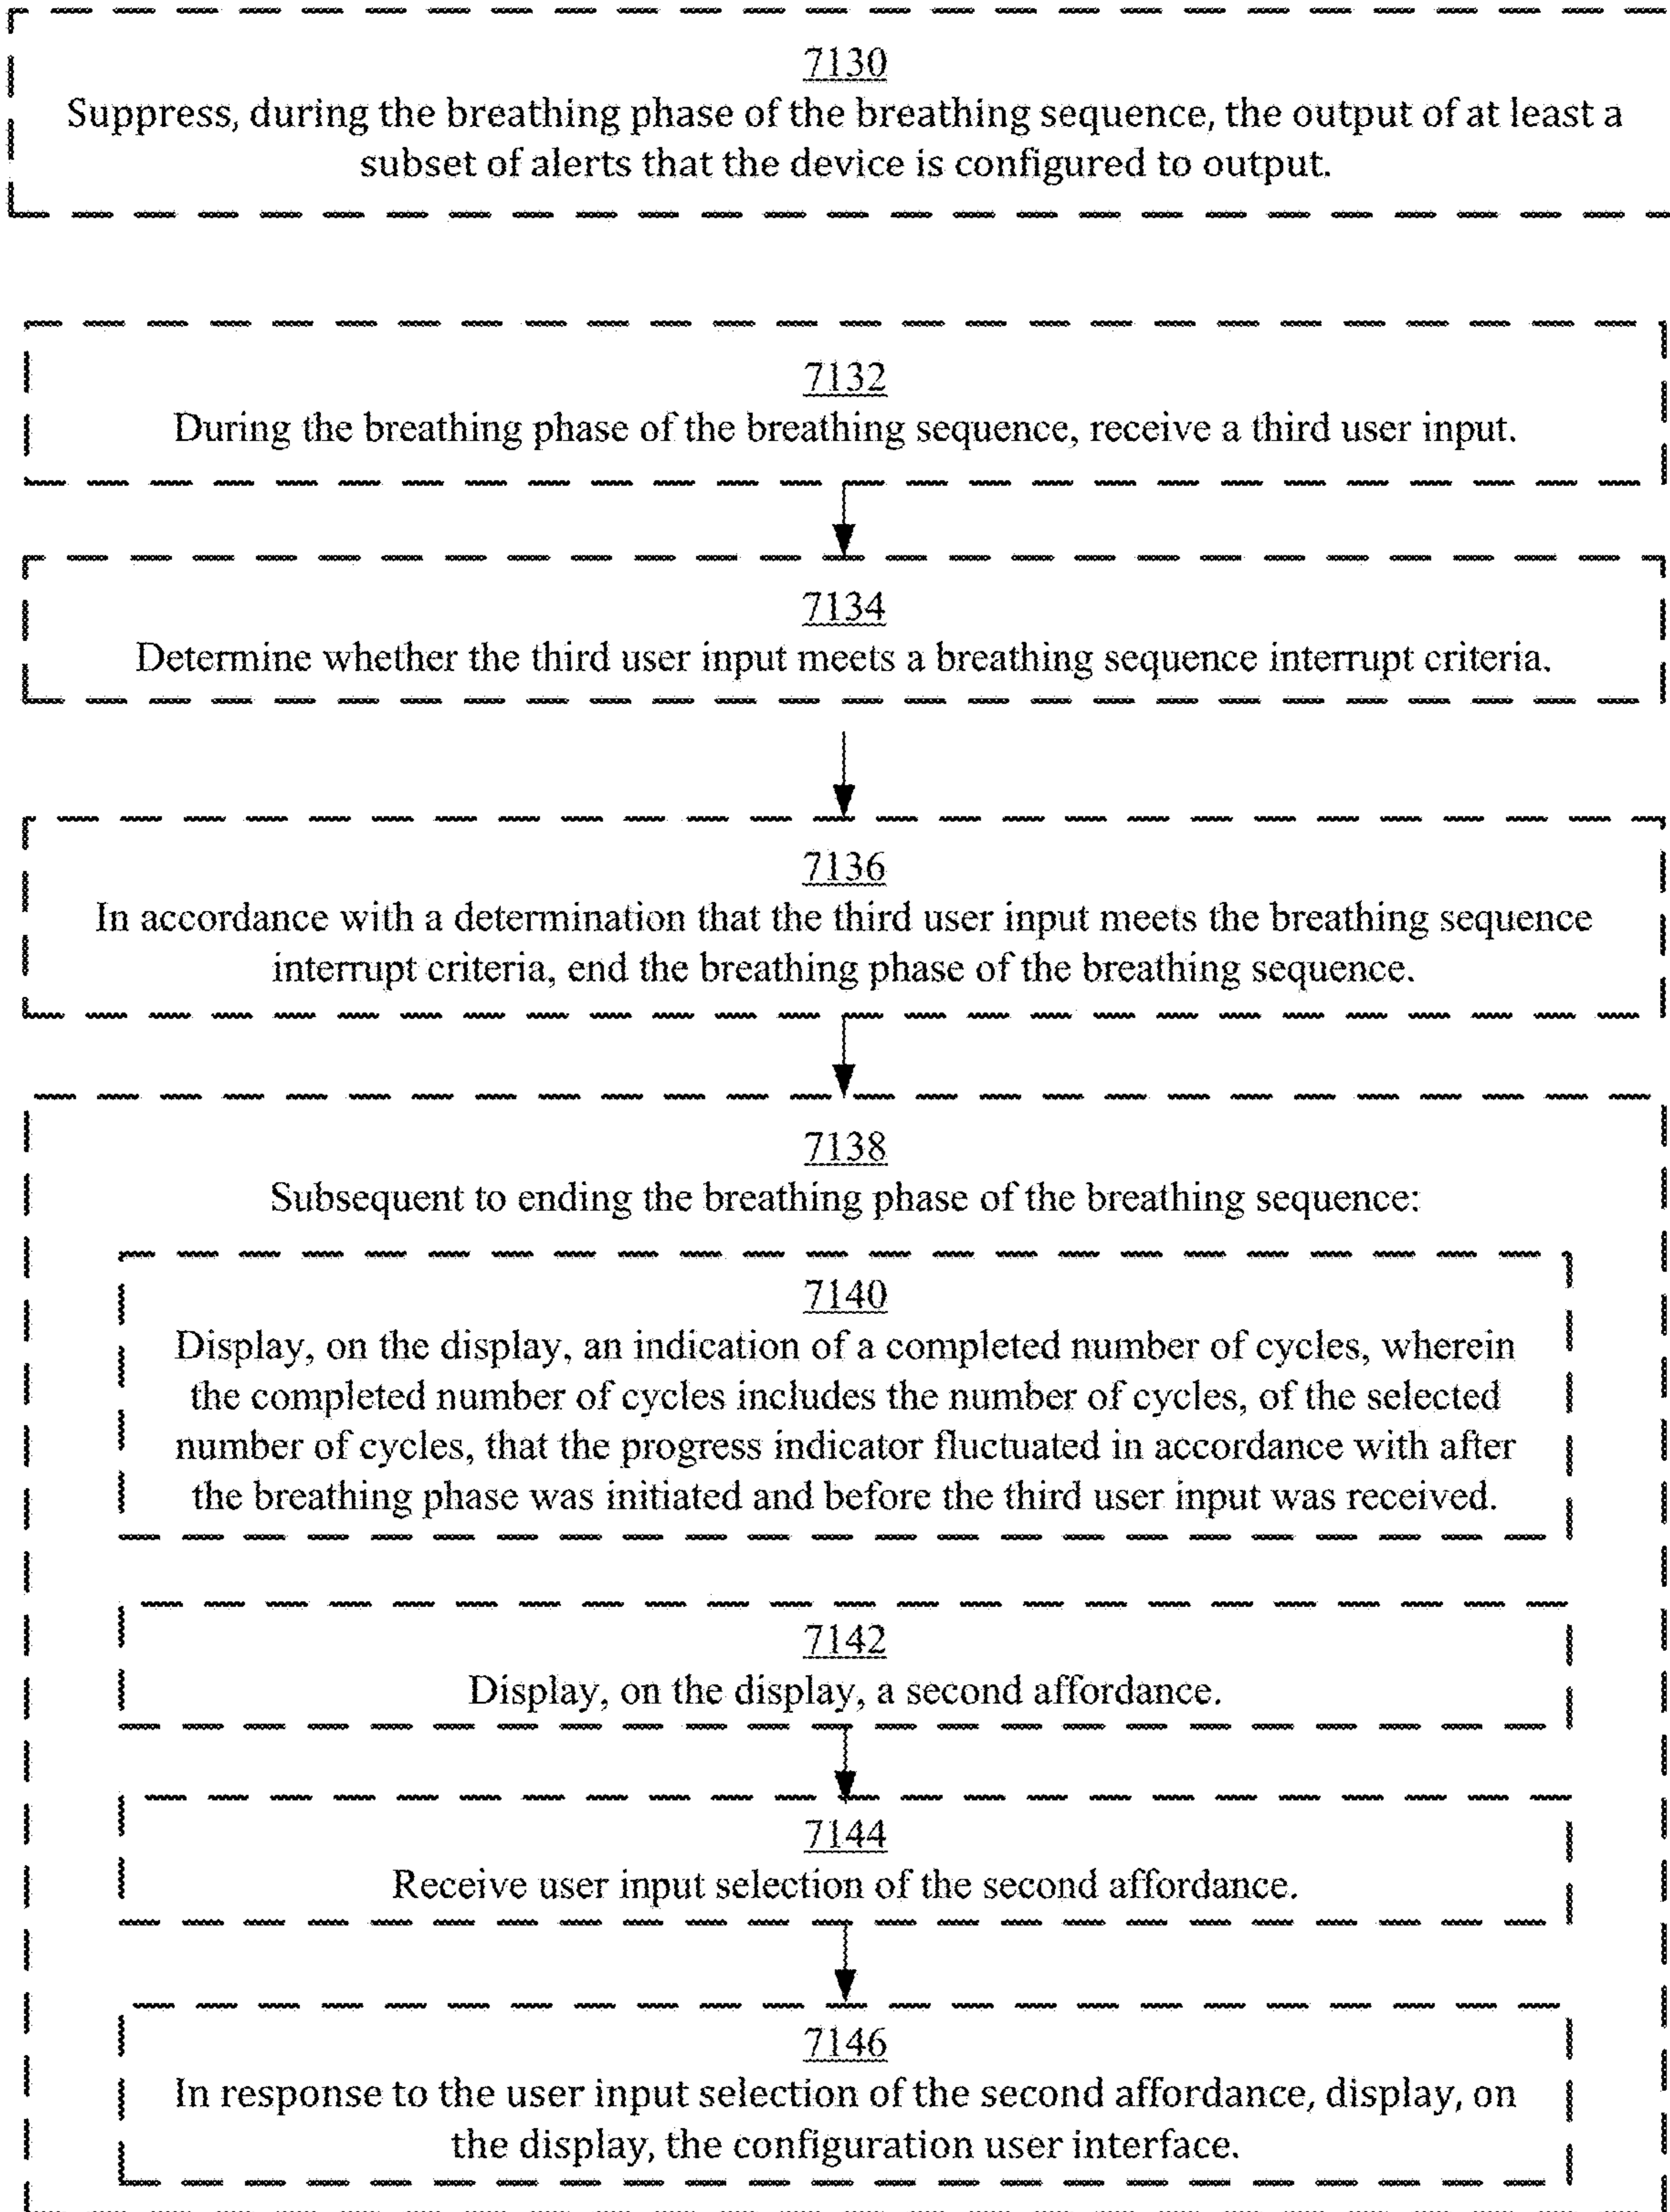 7130
Suppress, during the breathing phase of the breathing sequence, the output of at least a
subset of alerts that the device is configured to output.
7132
During the breathing phase of the breathing sequence, receive a third user input.
7134
Determine whether the third user input meets a breathing sequence interrupt criteria.
7136
In accordance with a determination that the third user input meets the breathing sequence
interrupt criteria, end the breathing phase of the breathing sequence.
7138
Subsequent to ending the breathing phase of the breathing sequence:
7140
Display, on the display, an indication of a completed number of cycles, wherein
the completed number of cycles includes the number of cycles, of the selected
number of cycles, that the progress indicator fluctuated in accordance with after
the breathing phase was initiated and before the third user input was received.
7142
Display, on the display, a second affordance.
7144
Receive user input selection of the second affordance.
7146
In response to the user input selection of the second affordance, display, on
the display, the configuration user interface.